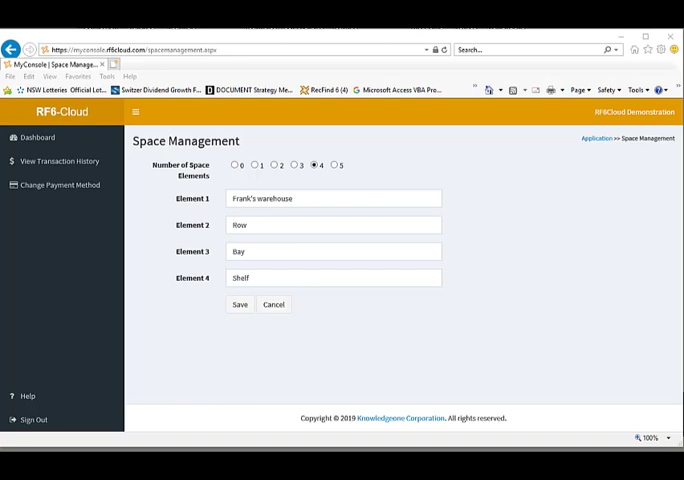 https://myconsole.rf6cloud.com/spacemanagement.aspx
Search...
MyConsole | Space Manage...
File Edit View Favorites Tools Help
NSW Lotteries Official Lot... Switzer Dividend Growth F... DOCUMENT Strategy Me... RecFind 6 (4) Microsoft Access VBA Pro...
Page Safety Tools
RF6-Cloud
RF6Cloud Demonstration
Dashboard
View Transaction History
Change Payment Method
Help
Sign Out
Space Management
Application >> Space Management
Number of Space Elements 0 1 2 3 4 5
Element 1 Frank's warehouse
Element 2 Row
Element 3 Bay
Element 4 Shelf
Save Cancel
Copyright © 2019 Knowledgeone Corporation. All rights reserved.
100%